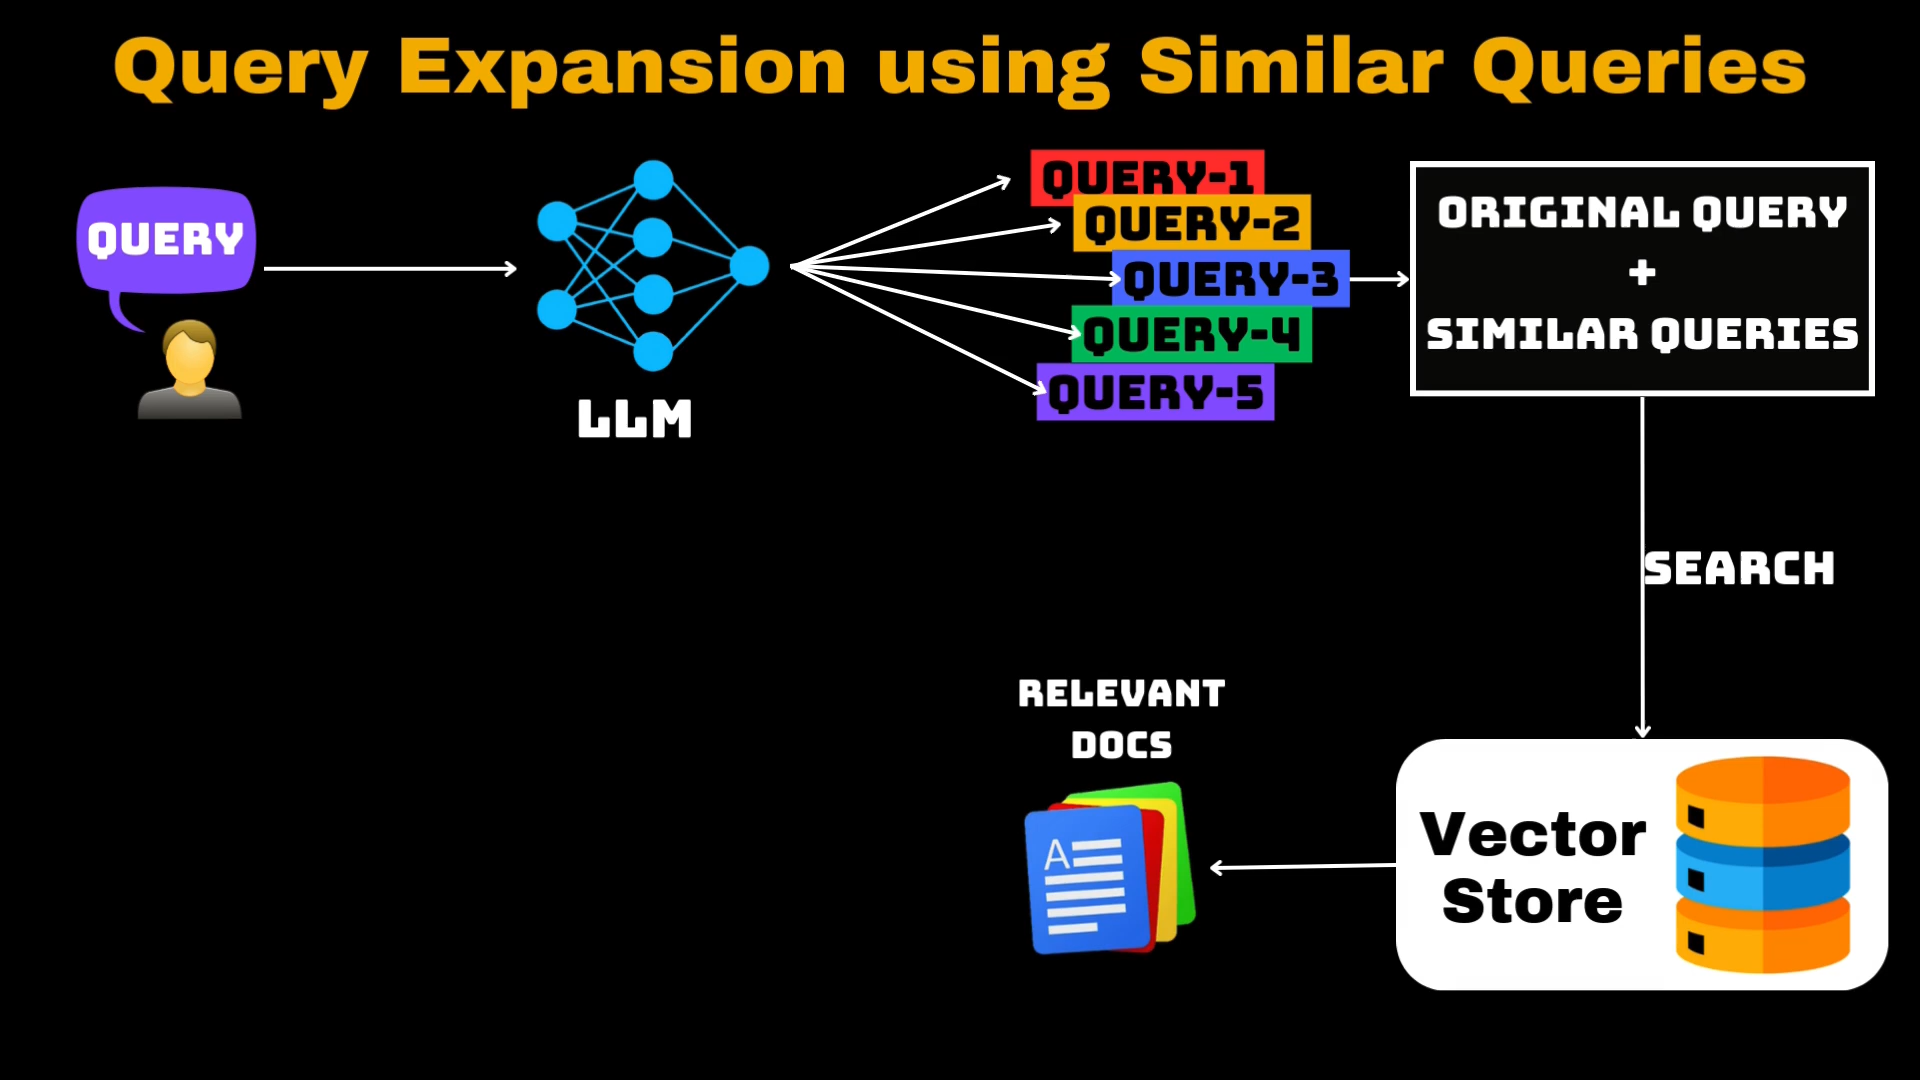 Query Expansion using Similar Queries
QUERY
LLM
QUERY-1
QUERY-2
QUERY-3
QUERY-4
QUERY-5
ORIGINAL QUERY
+
SIMILAR QUERIES
SEARCH
Vector
Store
RELEVANT
DOCS
A